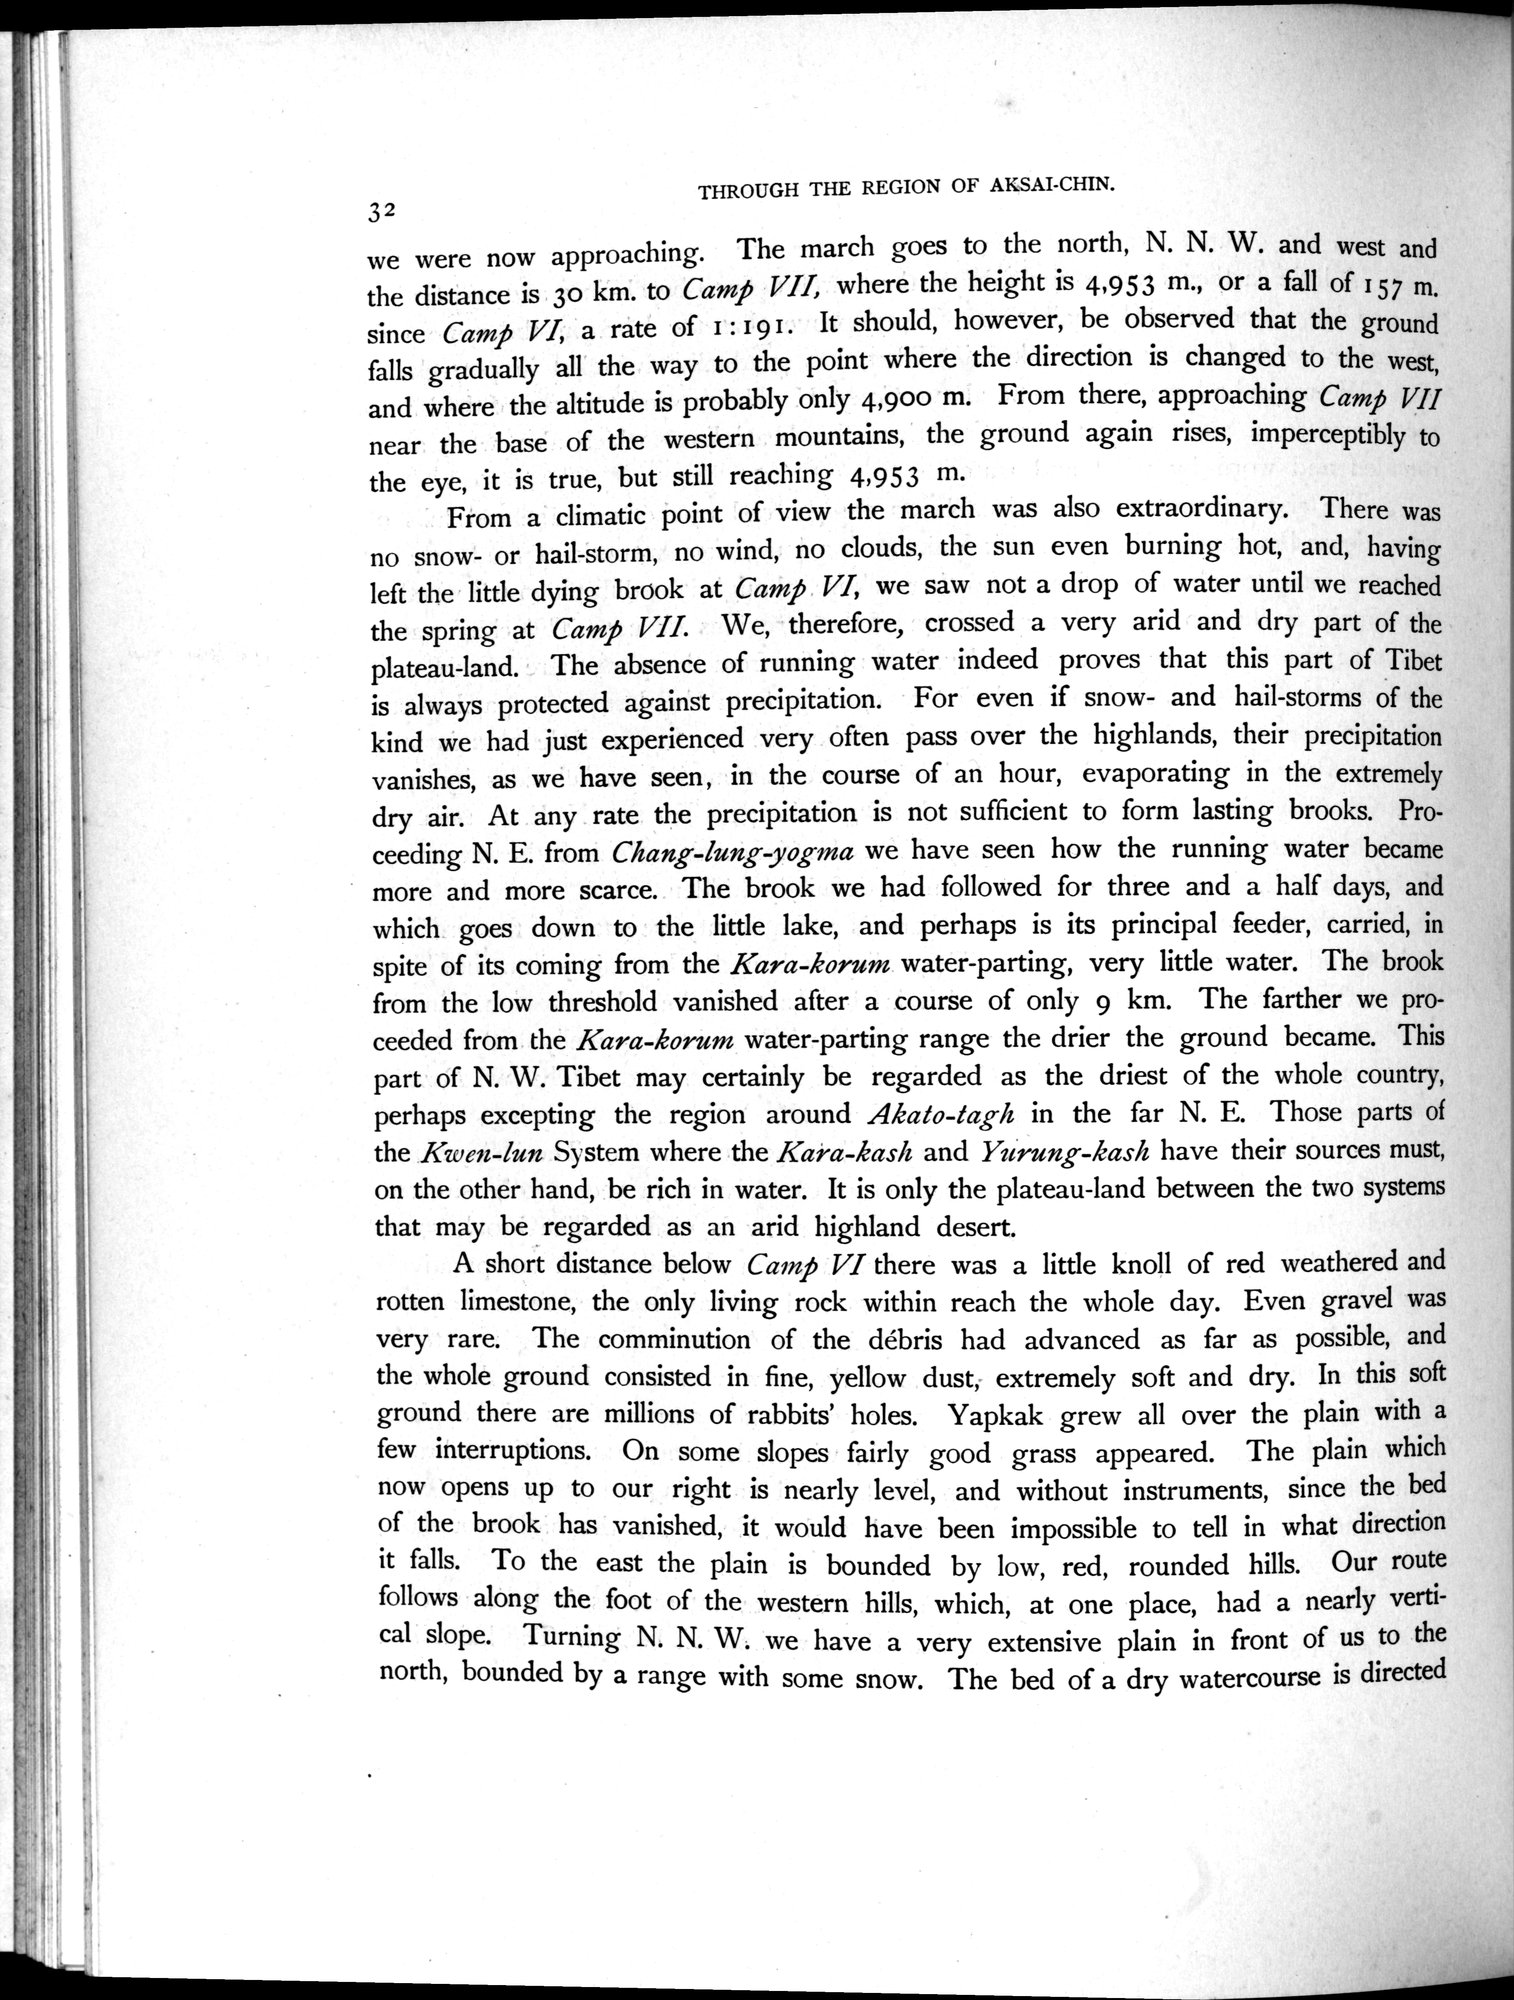 THROUGH THE REGION OF AKSAI-CHIN.
32
we were now approaching. The march goes to the north, N. N. W. and west and
the distance is 30 km. to Camp VII, where the height is 4,953 m., or a fall of 157 m.
since Camp VI, a rate of 1:191. It should, however, be observed that the ground
falls gradually all the way to the point where the direction is changed to the west,
and where the altitude is probably only 4,900 m. From there, approaching Camp VII
near the base of the western mountains, the ground again rises, imperceptibly to
the eye, it is true, but still reaching 4,953 m.
From a climatic point of view the march was also extraordinary. There was
no snow- or hail-storm, no wind, no clouds, the sun even burning hot, and, having
left the little dying brook at Camp VI, we saw not a drop of water until we reached
the spring at Camp VII. We, therefore, crossed a very arid and dry part of the
plateau-land. The absence of running water indeed proves that this part of Tibet
is always protected against precipitation. For even if snow- and hail-storms of the
kind we had just experienced very often pass over the highlands, their precipitation
vanishes, as we have seen, in the course of an hour, evaporating in the extremely
dry air. At any rate the precipitation is not sufficient to form lasting brooks. Pro-
ceeding N. E. from Chang-lung-yogma we have seen how the running water became
more and more scarce. The brook we had followed for three and a half days, and
which goes down to the little lake, and perhaps is its principal feeder, carried, in
spite of its coming from the Kara-korum water-parting, very little water. The brook
from the low threshold vanished after a course of only 9 km. The farther we pro-
ceeded from the Kara-korum water-parting range the drier the ground became. This
part of N. W. Tibet may certainly be regarded as the driest of the whole country,
perhaps excepting the region around Akato-tagh in the far N. E. Those parts of
the Kwen-lun System where the Kara-kash and Yurung-kash have their sources must,
on the other hand, be rich in water. It is only the plateau-land between the two systems
that may be regarded as an arid highland desert.
A short distance below Camp VI there was a little knoll of red weathered and
rotten limestone, the only living rock within reach the whole day. Even gravel was
very rare. The comminution of the débris had advanced as far as possible, and
the whole ground consisted in fine, yellow dust, extremely soft and dry. In this soft
ground there are millions of rabbits' holes. Yapkak grew all over the plain with a
few interruptions. On some slopes fairly good grass appeared. The plain which
now opens up to our right is nearly level, and without instruments, since the bed
of the brook has vanished, it would have been impossible to tell in what direction
it falls. To the east the plain is bounded by low, red, rounded hills. Our route
follows along the foot of the western hills, which, at one place, had a nearly verti-
cal slope. Turning N. N. W. we have a very extensive plain in front of us to the
north, bounded by a range with some snow. The bed of a dry watercourse is directed